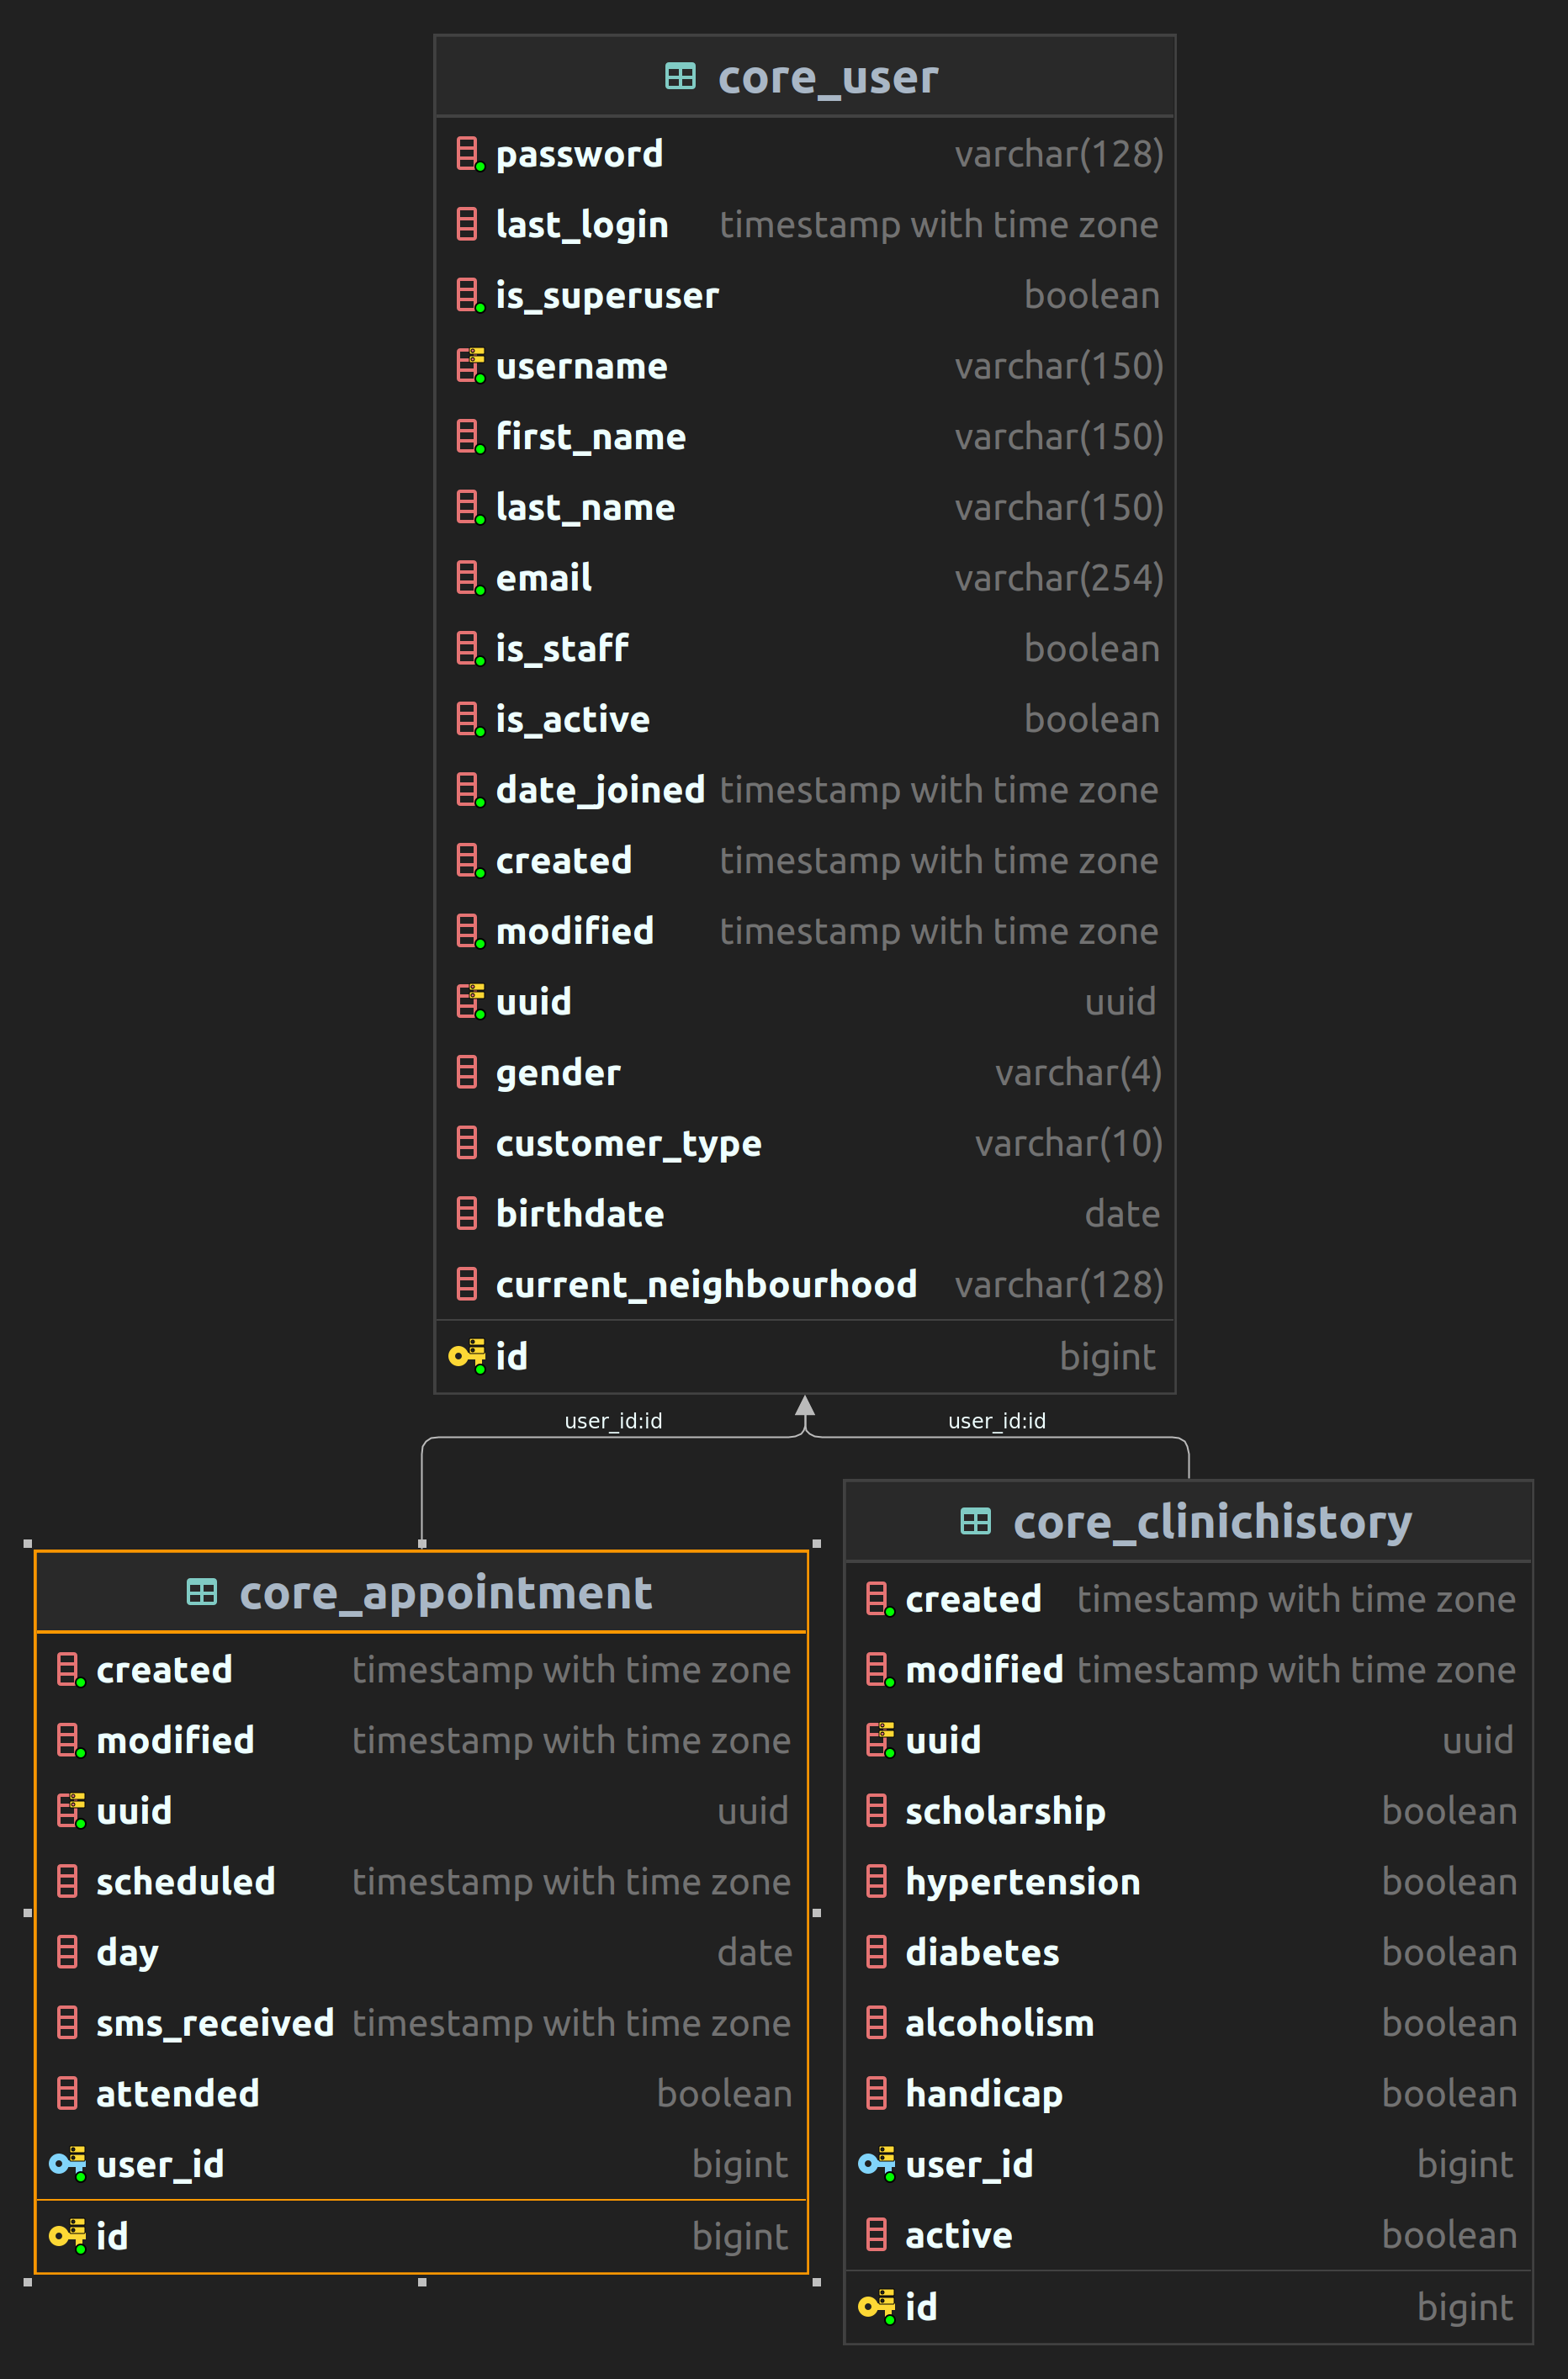 core_user
password varchar(128)
last_login timestamp with time zone
is_superuser boolean
username varchar(150)
first_name varchar(150)
last_name varchar(150)
email varchar(254)
is_staff boolean
is_active boolean
date_joined timestamp with time zone
created timestamp with time zone
modified timestamp with time zone
uuid uuid
gender varchar(4)
customer_type varchar(10)
birthdate date
current_neighbourhood varchar(128)
id bigint
user_id:id
user_id:id
core_appointment
created timestamp with time zone
modified timestamp with time zone
uuid uuid
scheduled timestamp with time zone
day date
sms_received timestamp with time zone
attended boolean
user_id bigint
id bigint
core_clinichistory
created timestamp with time zone
modified timestamp with time zone
uuid uuid
scholarship boolean
hypertension boolean
diabetes boolean
alcoholism boolean
handicap boolean
user_id bigint
active boolean
id bigint